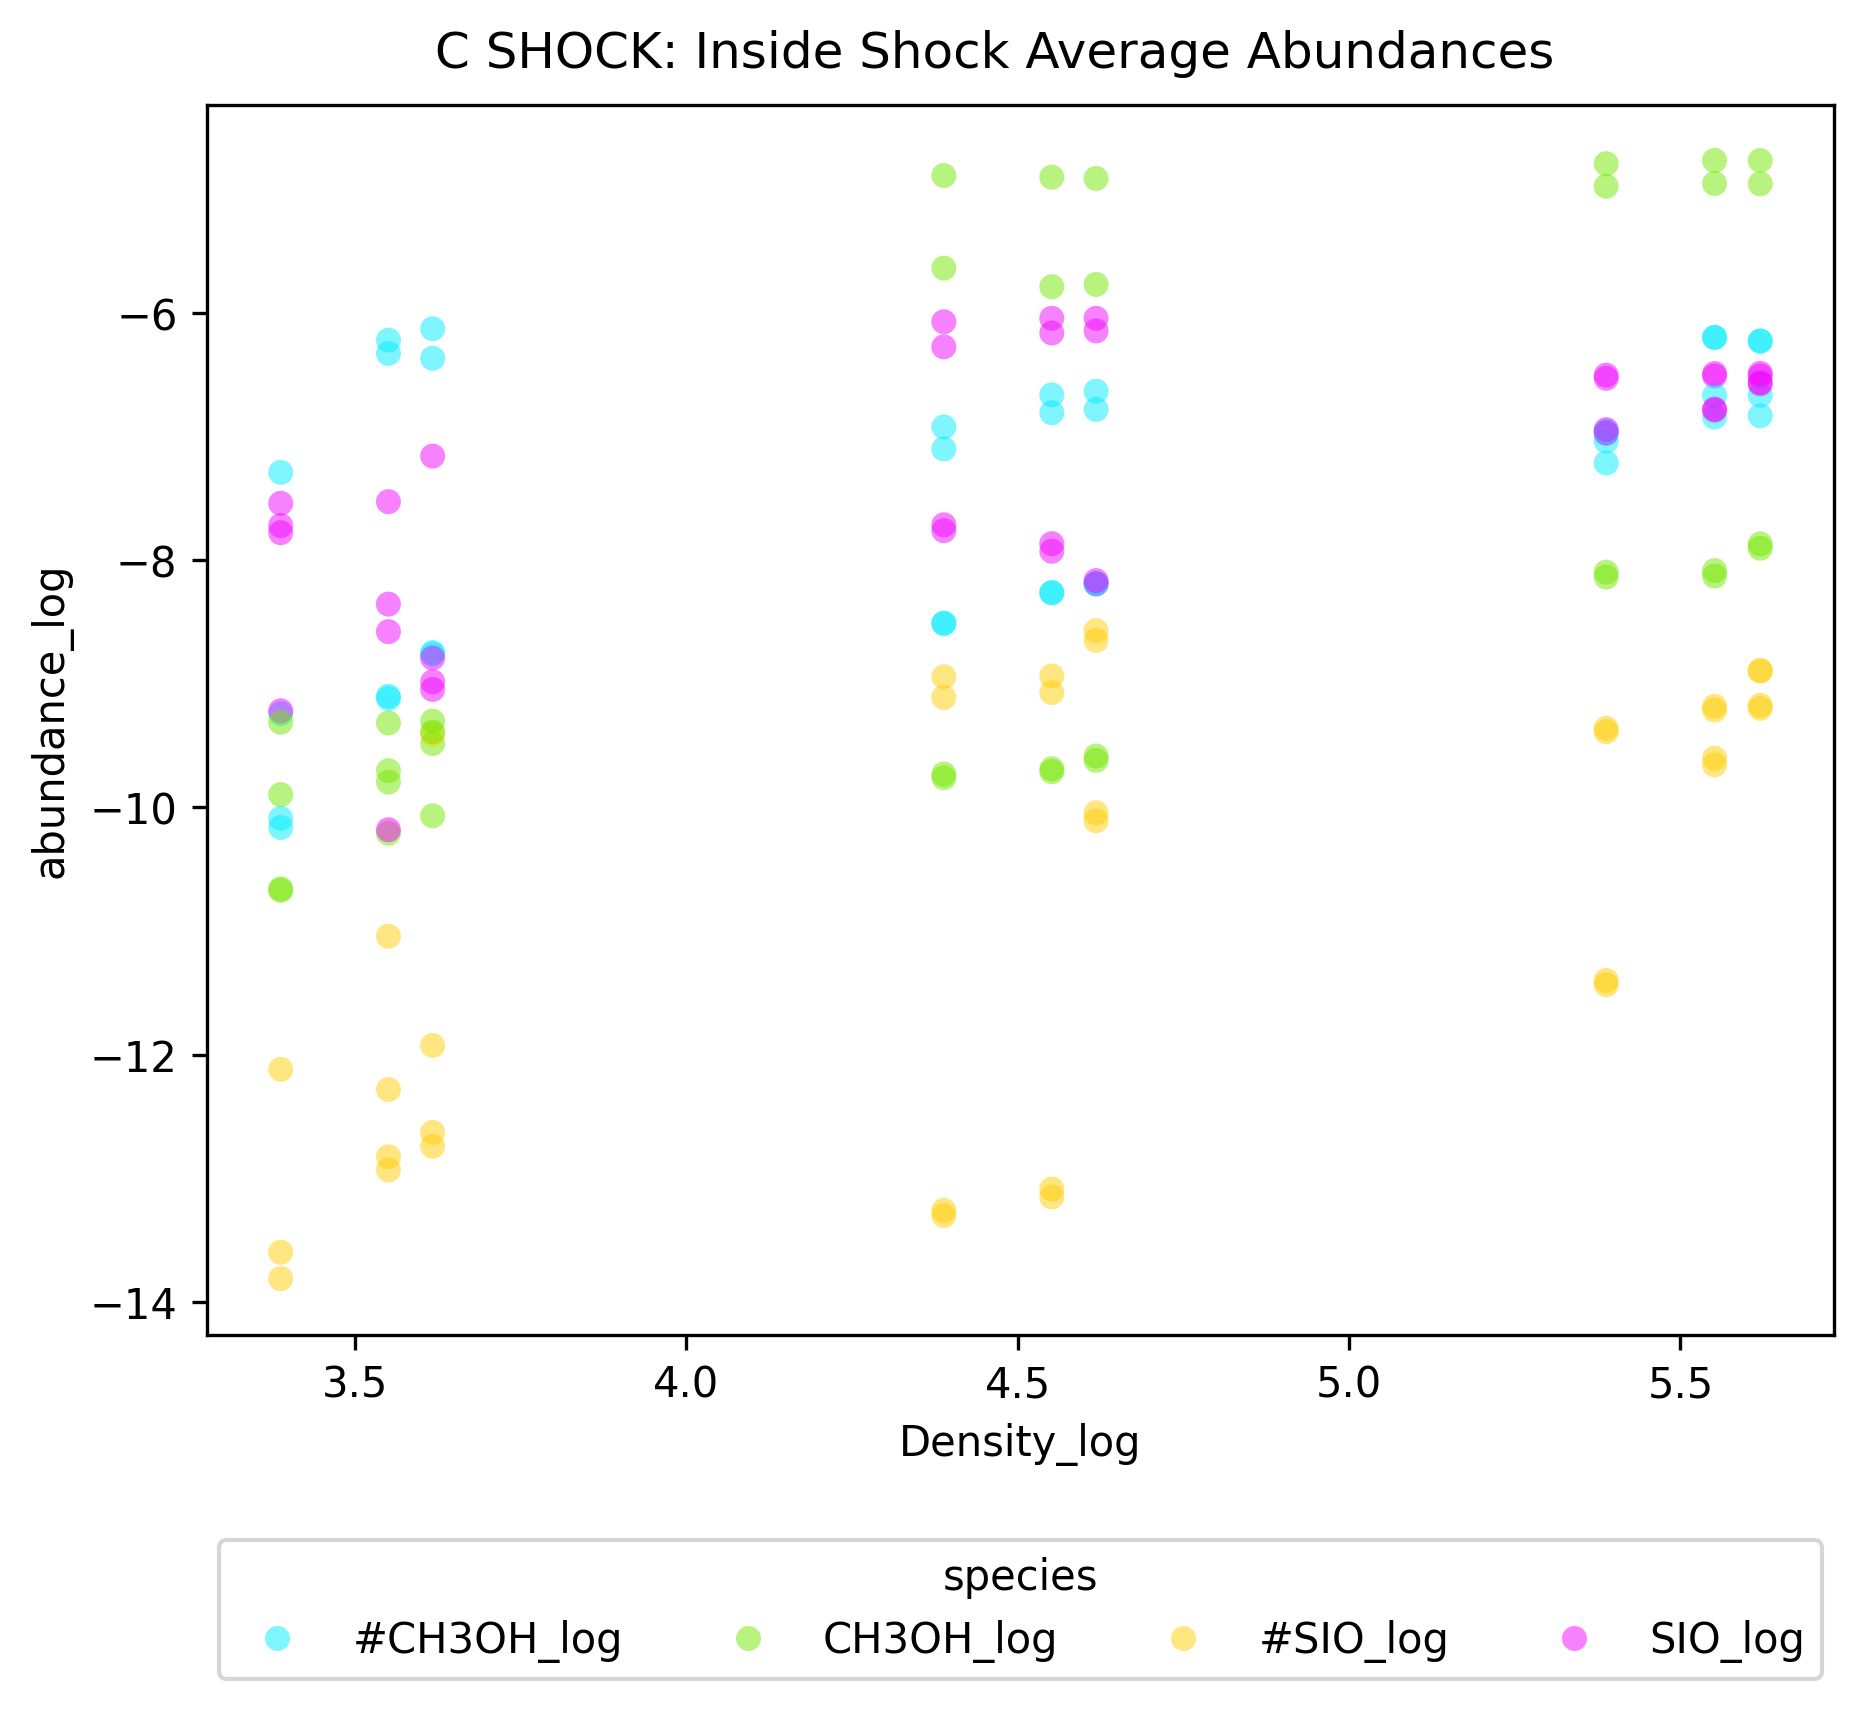 C SHOCK: Inside Shock Average Abundances
abundance_log
−6
−8
−10
−12
−14
3.5 4.0 4.5 5.0 5.5
Density_log
species
#CH3OH_log CH3OH_log #SIO_log SIO_log